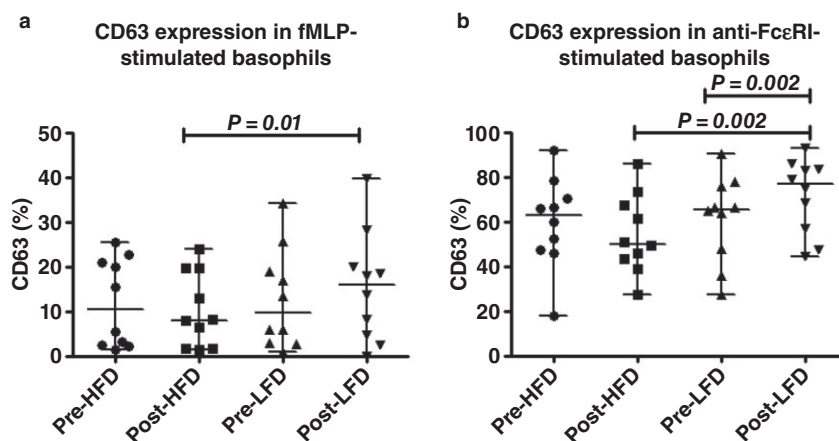 a
CD63 expression in fMLP-
stimulated basophils
P = 0.01
50
40
30
20
10
0
CD63 (%)
Pre-HFD
Post-HFD
Pre-LFD
Post-LFD
b
CD63 expression in anti-FcεRI-
stimulated basophils
P = 0.002
P = 0.002
100
80
60
40
20
0
CD63 (%)
Pre-HFD
Post-HFD
Pre-LFD
Post-LFD